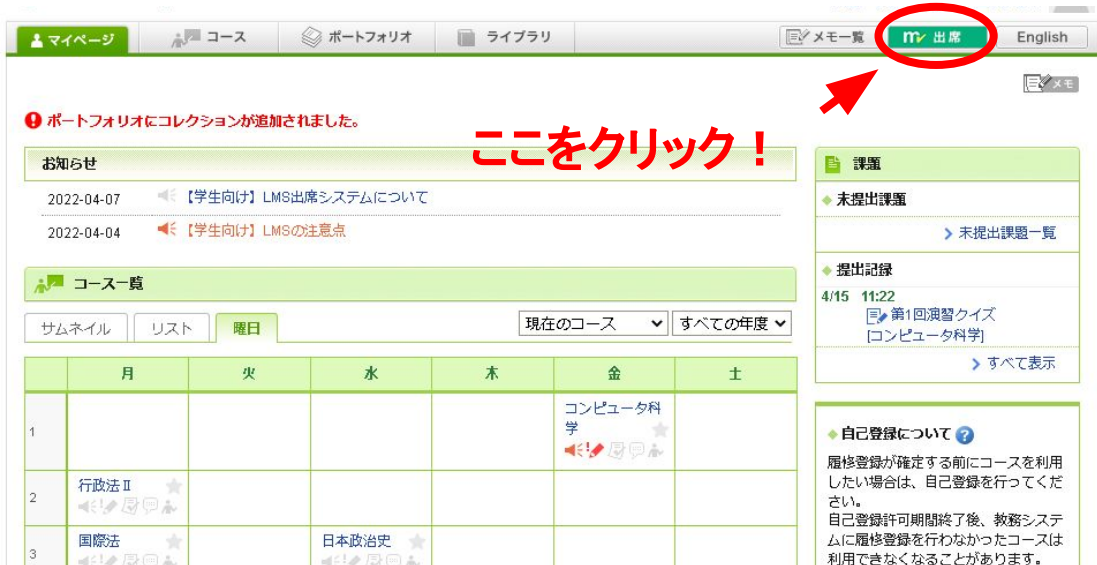 マイページ コース ポートフォリオ ライブラリ メモ一覧 出席 English
メモ
ポートフォリオにコレクションが追加されました。
ここをクリック！
お知らせ
2022-04-07 【学生向け】LMS出席システムについて
2022-04-04 【学生向け】LMSの注意点
コース一覧
サムネイル リスト 曜日 現在のコース すべての年度
月 火 水 木 金 土
1 コンピュータ科
学
2 行政法Ⅱ
3 国際法 日本政治史
課題
未提出課題
未提出課題一覧
提出記録
4/15 11:22
第1回演習クイズ
[コンピュータ科学]
すべて表示
自己登録について
履修登録が確定する前にコースを利用
したい場合は、自己登録を行ってくだ
さい。
自己登録許可期間終了後、教務システ
ムに履修登録を行わなかったコースは
利用できなくなることがあります。